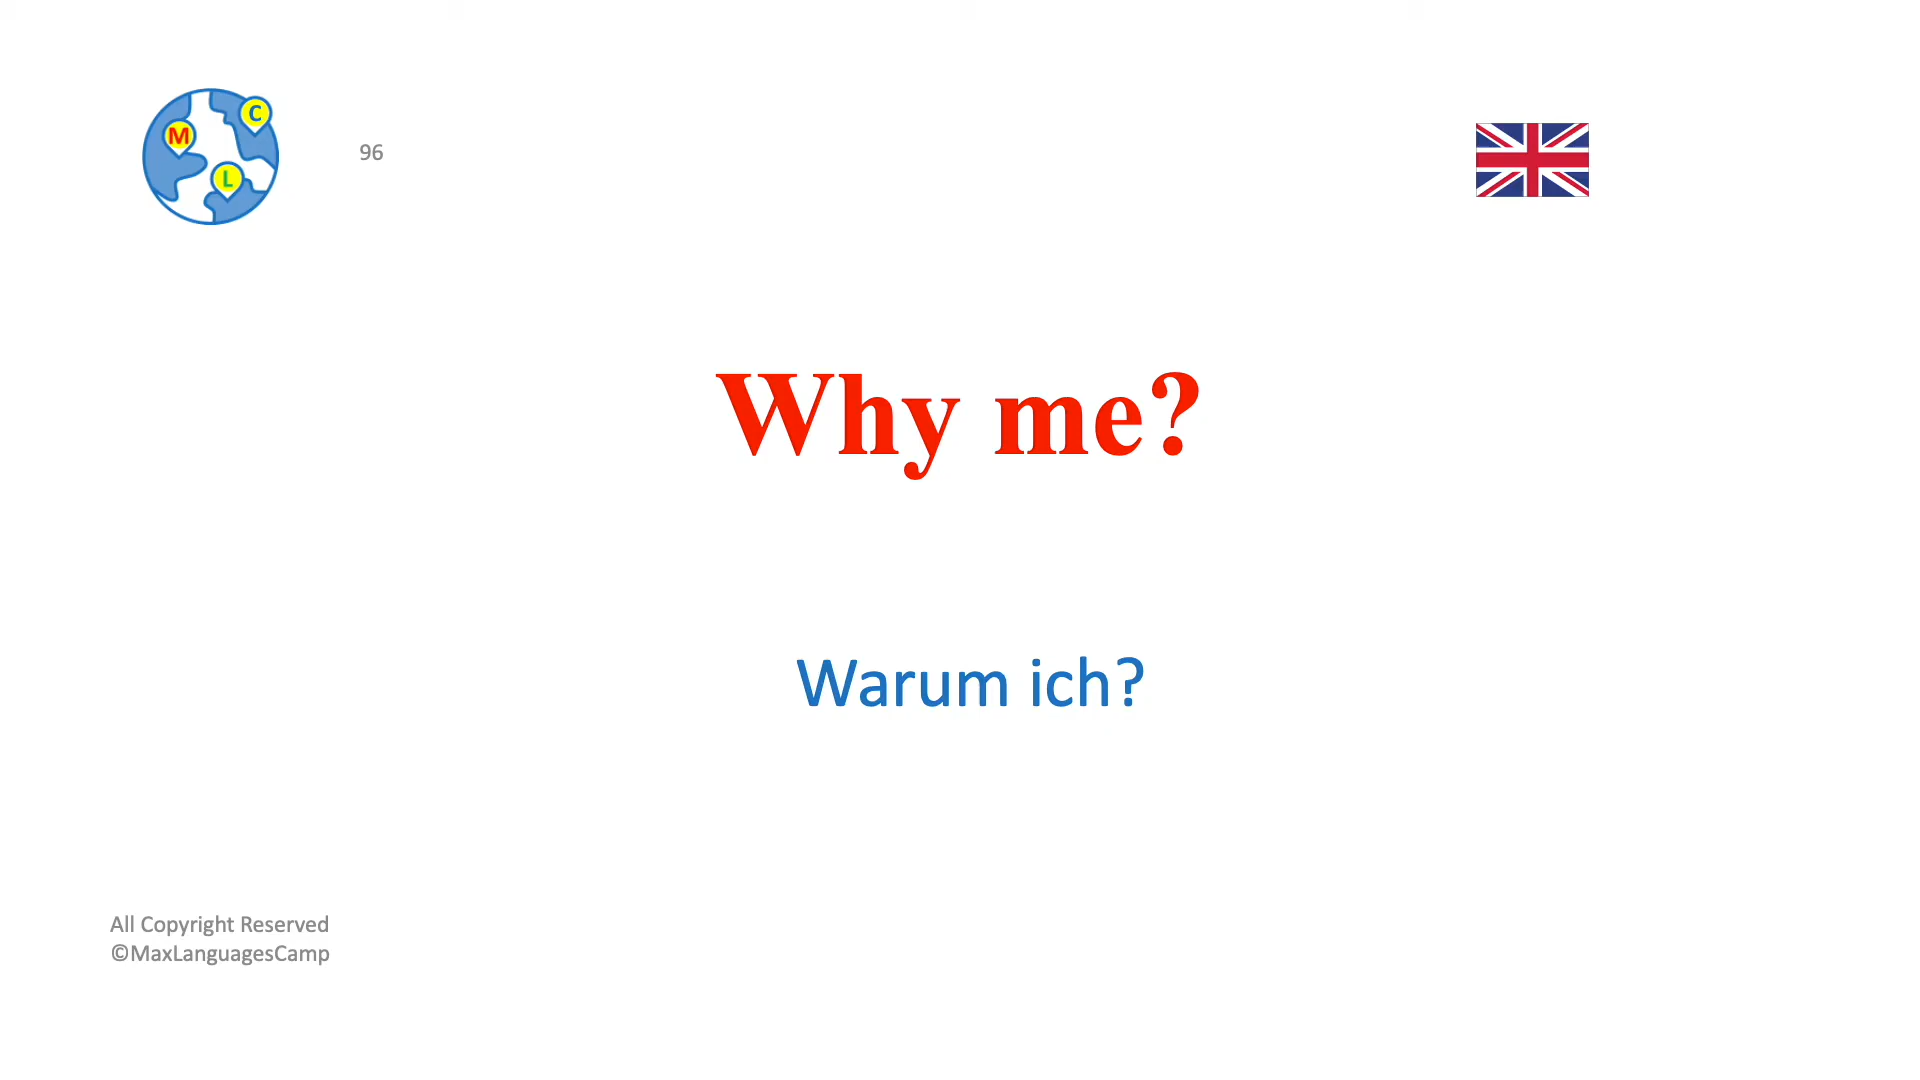 M
C
L
96
Why me?
Warum ich?
All Copyright Reserved
©MaxLanguagesCamp